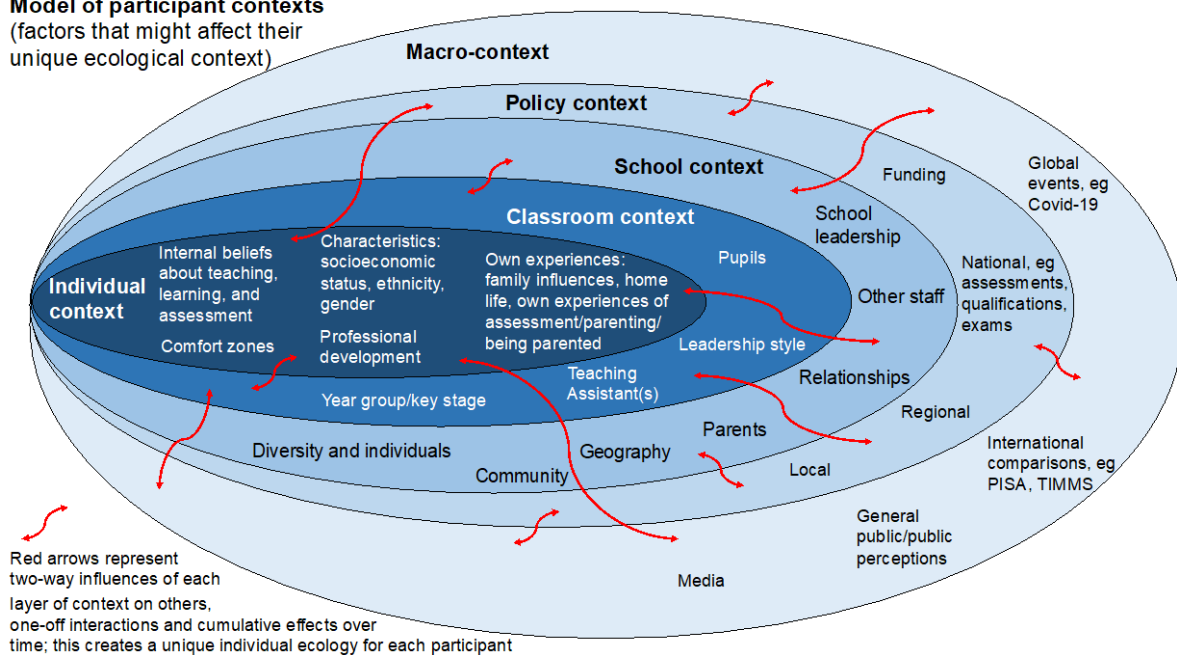 Model of participant contexts
(factors that might affect their
unique ecological context)
Macro-context
Policy context
School context
Classroom context
Individual
context
Internal beliefs
about teaching,
learning, and
assessment
Comfort zones
Characteristics:
socioeconomic
status, ethnicity,
gender
Professional
development
Own experiences:
family influences, home
life, own experiences of
assessment/parenting/
being parented
Pupils
Leadership style
Teaching
Assistant(s)
Year group/key stage
School
leadership
Other staff
Relationships
Parents
Geography
Community
Diversity and individuals
Funding
National, eg
assessments,
qualifications,
exams
Regional
Local
Global
events, eg
Covid-19
International
comparisons, eg
PISA, TIMMS
General
public/public
perceptions
Media
Red arrows represent
two-way influences of each
layer of context on others,
one-off interactions and cumulative effects over
time; this creates a unique individual ecology for each participant